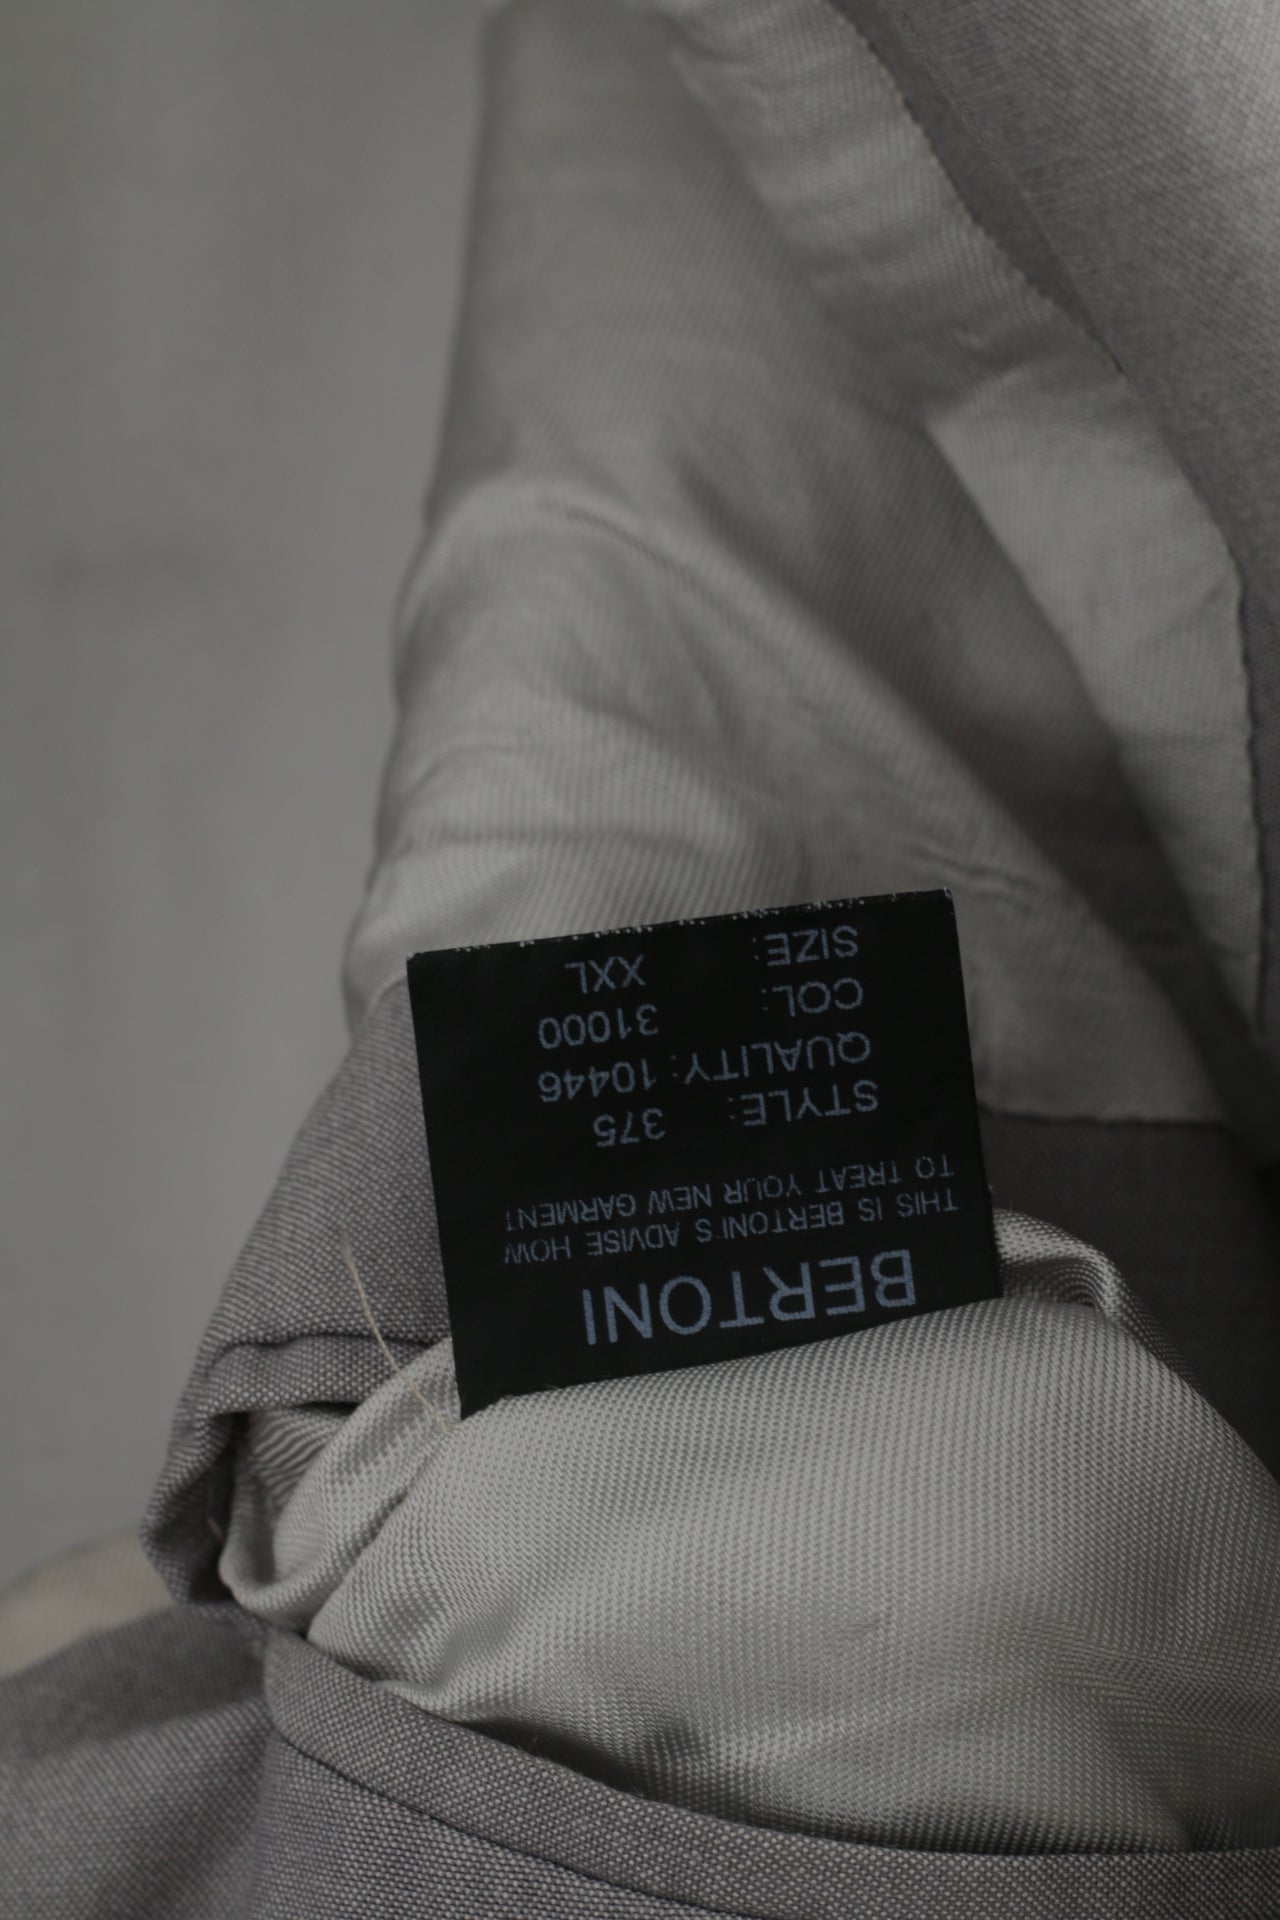 BERTONI
THIS IS BERTONI'S ADVISE HOW
TO TREAT YOUR NEW GARMENT
STYLE: 375
QUALITY: 10446
COL: 31000
SIZE: XXL